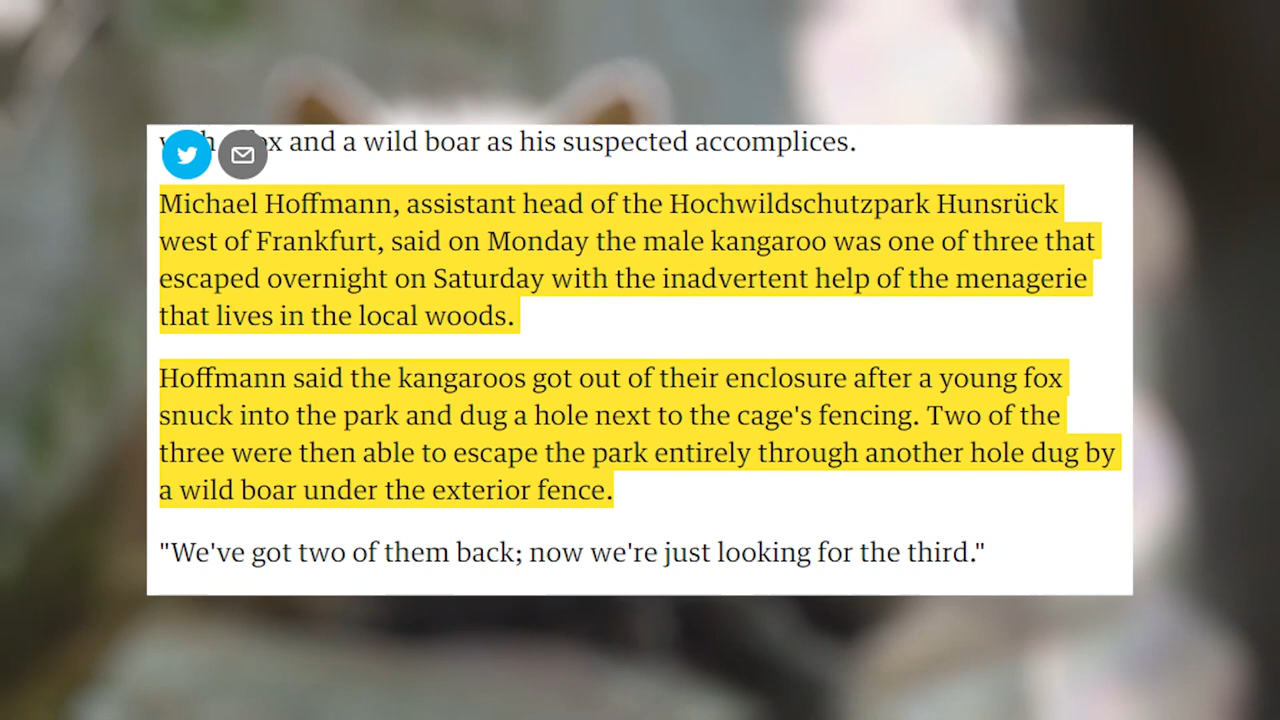 x and a wild boar as his suspected accomplices.
Michael Hoffmann, assistant head of the Hochwildschutzpark Hunsrück
west of Frankfurt, said on Monday the male kangaroo was one of three that
escaped overnight on Saturday with the inadvertent help of the menagerie
that lives in the local woods.
Hoffmann said the kangaroos got out of their enclosure after a young fox
snuck into the park and dug a hole next to the cage's fencing. Two of the
three were then able to escape the park entirely through another hole dug by
a wild boar under the exterior fence.
"We've got two of them back; now we're just looking for the third."